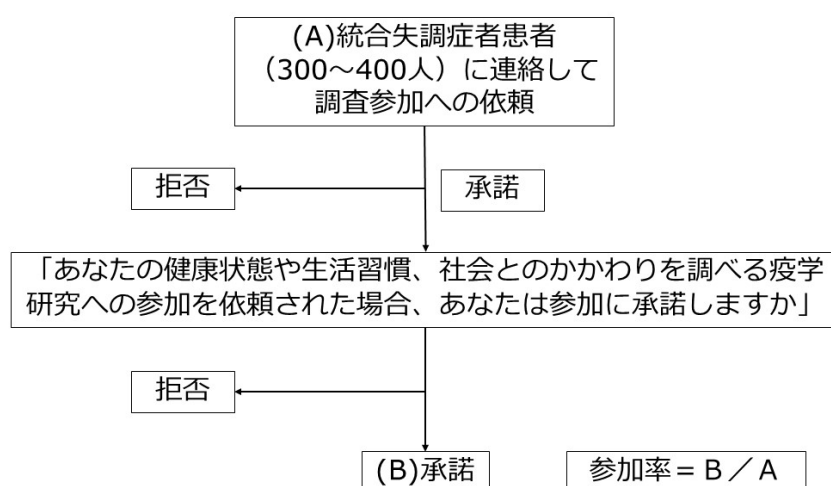 (A)統合失調症者患者
（300～400人）に連絡して
調査参加への依頼
拒否
承諾
「あなたの健康状態や生活習慣、社会とのかかわりを調べる疫学
研究への参加を依頼された場合、あなたは参加に承諾しますか」
拒否
(B)承諾
参加率＝Ｂ／Ａ